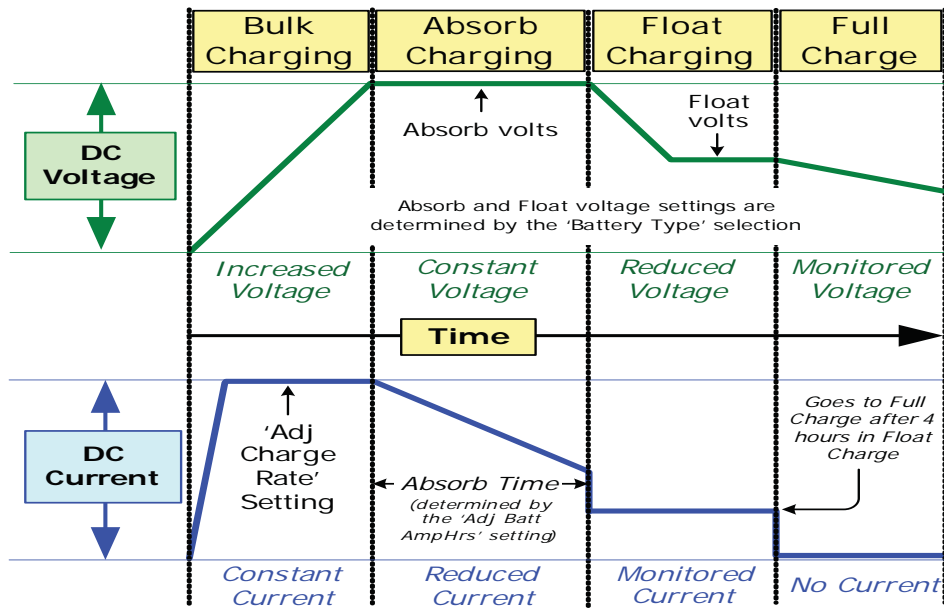 Bulk
Charging
Absorb
Charging
Float
Charging
Full
Charge
DC
Voltage
Absorb volts
Float
volts
Absorb and Float voltage settings are
determined by the 'Battery Type' selection
Increased
Voltage
Constant
Voltage
Reduced
Voltage
Monitored
Voltage
Time
DC
Current
'Adj
Charge
Rate'
Setting
Absorb Time
(determined by
the 'Adj Batt
AmpHrs' setting)
Goes to Full
Charge after 4
hours in Float
Charge
Constant
Current
Reduced
Current
Monitored
Current
No Current